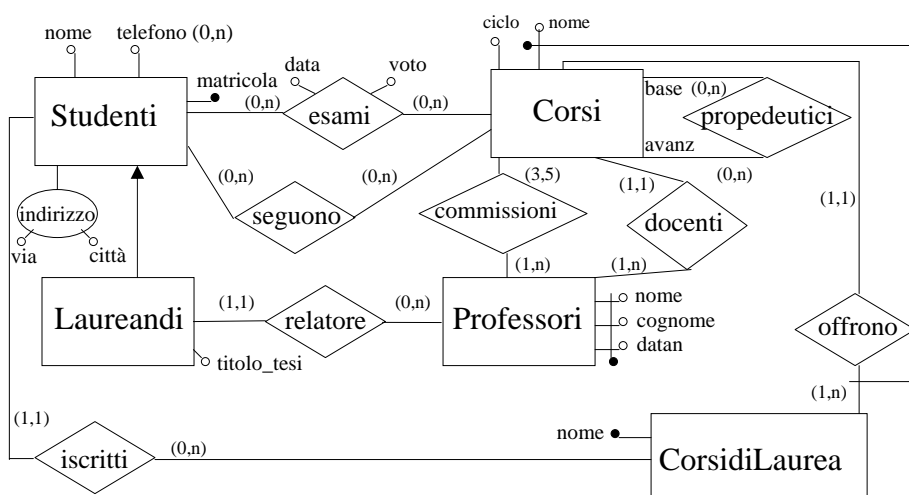 ciclo
nome
nome
telefono (0,n)
matricola
data
voto
Studenti
(0,n)
esami
(0,n)
Corsi
base
(0,n)
propedeutici
avanz
(0,n)
(0,n)
(0,n)
seguono
(3,5)
commissioni
(1,1)
docenti
(1,1)
indirizzo
via
città
(1,n)
(1,n)
Laureandi
(1,1)
relatore
(0,n)
Professori
nome
cognome
datan
offrono
titolo_tesi
(1,1)
(1,n)
iscritti
(0,n)
nome
CorsidiLaurea